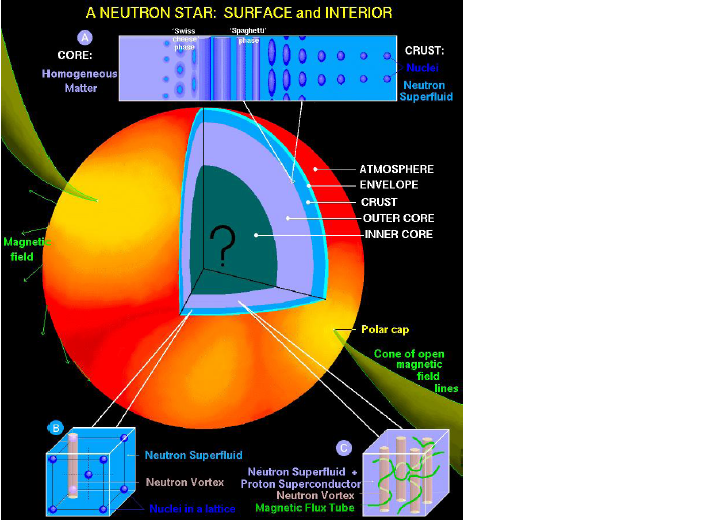 A NEUTRON STAR: SURFACE and INTERIOR
A
'Swiss
cheese'
phase
'Spaghetti'
phase
CORE:
Homogeneous
Matter
CRUST:
Nuclei
Neutron
Superfluid
ATMOSPHERE
ENVELOPE
CRUST
OUTER CORE
INNER CORE
?
Magnetic
field
Polar cap
Cone of open
magnetic
field
lines
B
Neutron Superfluid
Neutron Vortex
Nuclei in a lattice
C
Neutron Superfluid +
Proton Superconductor
Neutron Vortex
Magnetic Flux Tube